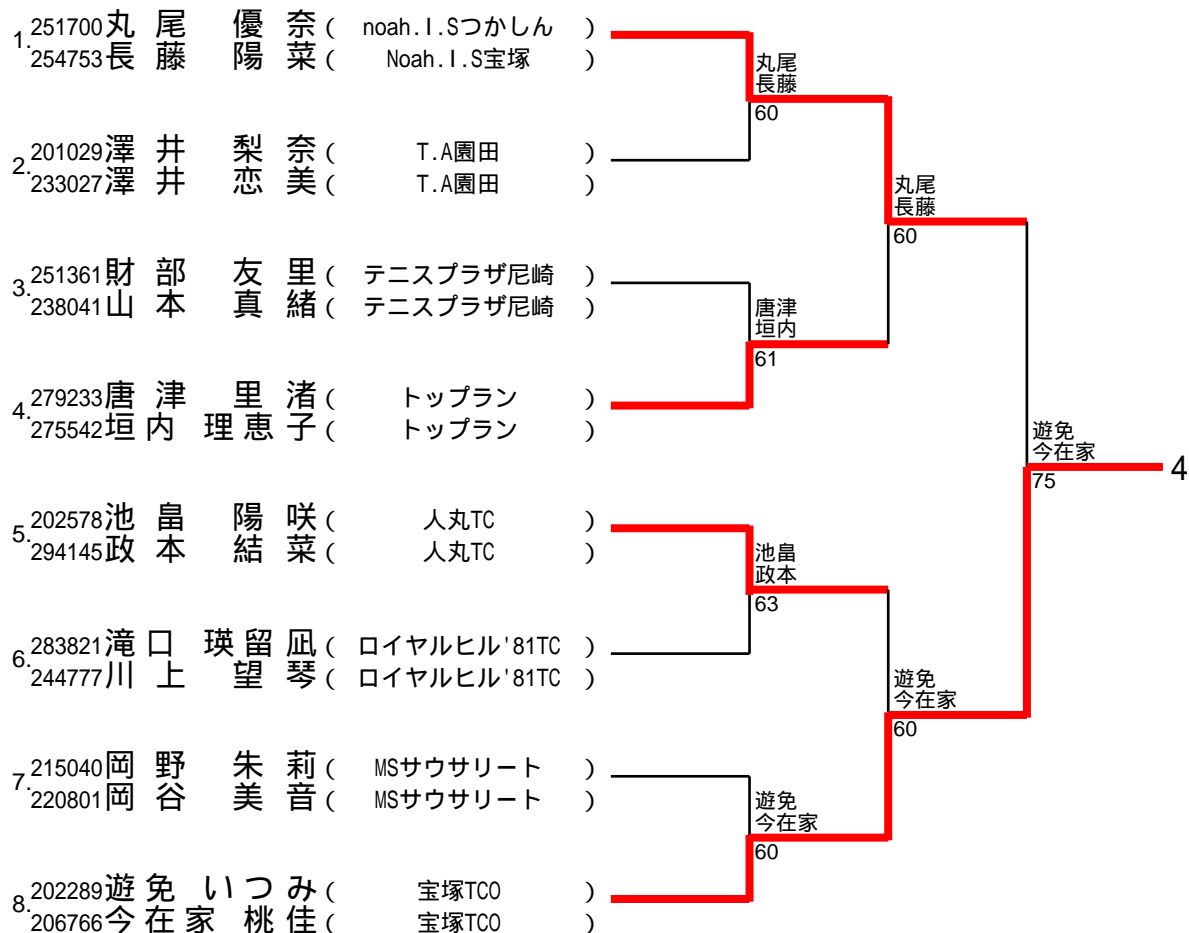 1. 251700 丸尾 優奈 ( noah.I.Sつかしん )
254753 長藤 陽菜 ( Noah.I.S宝塚 )
丸尾
長藤
60
2. 201029 澤井 梨奈 ( T.A園田 )
233027 澤井 恋美 ( T.A園田 )
丸尾
長藤
60
3. 251361 財部 友里 ( テニスプラザ尼崎 )
238041 山本 真緒 ( テニスプラザ尼崎 )
唐津
垣内
61
4. 279233 唐津 里渚 ( トップラン )
275542 垣内 理恵子 ( トップラン )
遊免
今在家
75
4
5. 202578 池畠 陽咲 ( 人丸TC )
294145 政本 結菜 ( 人丸TC )
池畠
政本
63
6. 283821 滝口 瑛留凪 ( ロイヤルヒル'81TC )
244777 川上 望琴 ( ロイヤルヒル'81TC )
遊免
今在家
60
7. 215040 岡野 朱莉 ( MSサウサリート )
220801 岡谷 美音 ( MSサウサリート )
遊免
今在家
60
8. 202289 遊免 いつみ ( 宝塚TCO )
206766 今在家 桃佳 ( 宝塚TCO )